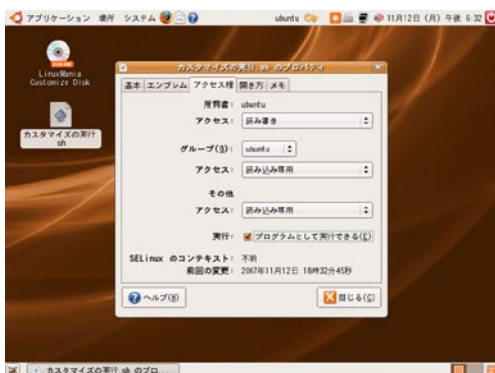 アプリケーション 場所 システム
ubuntu
11月12日 (月) 午後 6:32
LinuxMania
Customize Disk
カスタマイズの実行.
sh
カスタマイズの実行.sh のプロパティ
基本 エンブレム アクセス権 開き方 メモ
所有者: ubuntu
アクセス: 読み書き
グループ(G): ubuntu
アクセス: 読み込み専用
その他
アクセス: 読み込み専用
実行: プログラムとして実行できる(E)
SELinux のコンテキスト: 不明
前回の変更: 2007年11月12日 18時32分45秒
ヘルプ(H)
閉じる(C)
カスタマイズの実行.sh のプロ